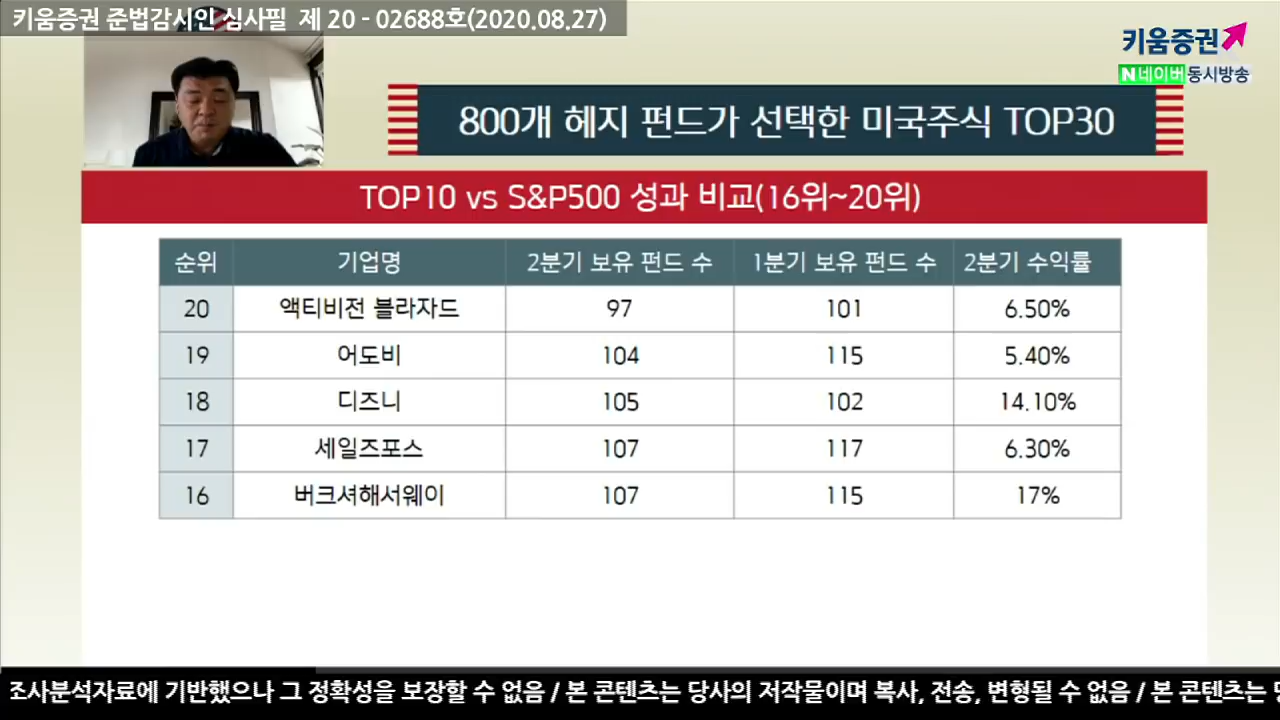 키움증권 준법감시인 심사필 제 20 - 02688호(2020.08.27)
키움증권
N 네이버 동시방송
800개 헤지 펀드가 선택한 미국주식 TOP30
TOP10 vs S&P500 성과 비교(16위~20위)
순위 기업명 2분기 보유 펀드 수 1분기 보유 펀드 수 2분기 수익률
20 액티비전 블라자드 97 101 6.50%
19 어도비 104 115 5.40%
18 디즈니 105 102 14.10%
17 세일즈포스 107 117 6.30%
16 버크셔해서웨이 107 115 17%
조사분석자료에 기반했으나 그 정확성을 보장할 수 없음 / 본 콘텐츠는 당사의 저작물이며 복사, 전송, 변형될 수 없음 / 본 콘텐츠는